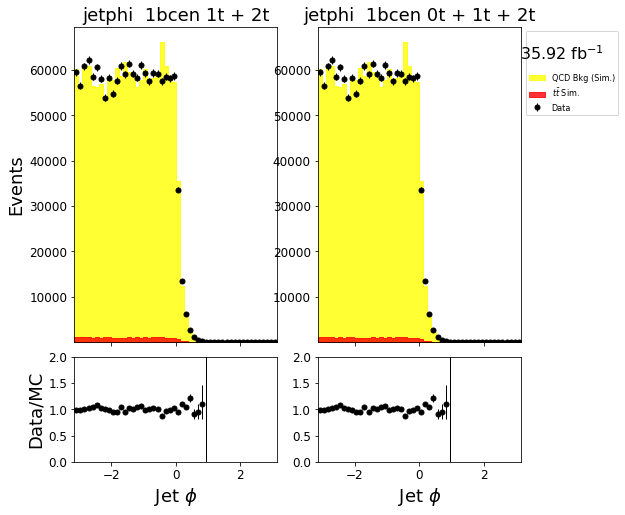 jetphi 1bcen 1t + 2t
jetphi 1bcen 0t + 1t + 2t
35.92 fb⁻¹
QCD Bkg (Sim.)
tt̄ Sim.
Data
Events
60000
50000
40000
30000
20000
10000
60000
50000
40000
30000
20000
10000
Data/MC
2.0
1.5
1.0
0.5
0.0
2.0
1.5
1.0
0.5
0.0
−2 0 2
−2 0 2
Jet ϕ
Jet ϕ